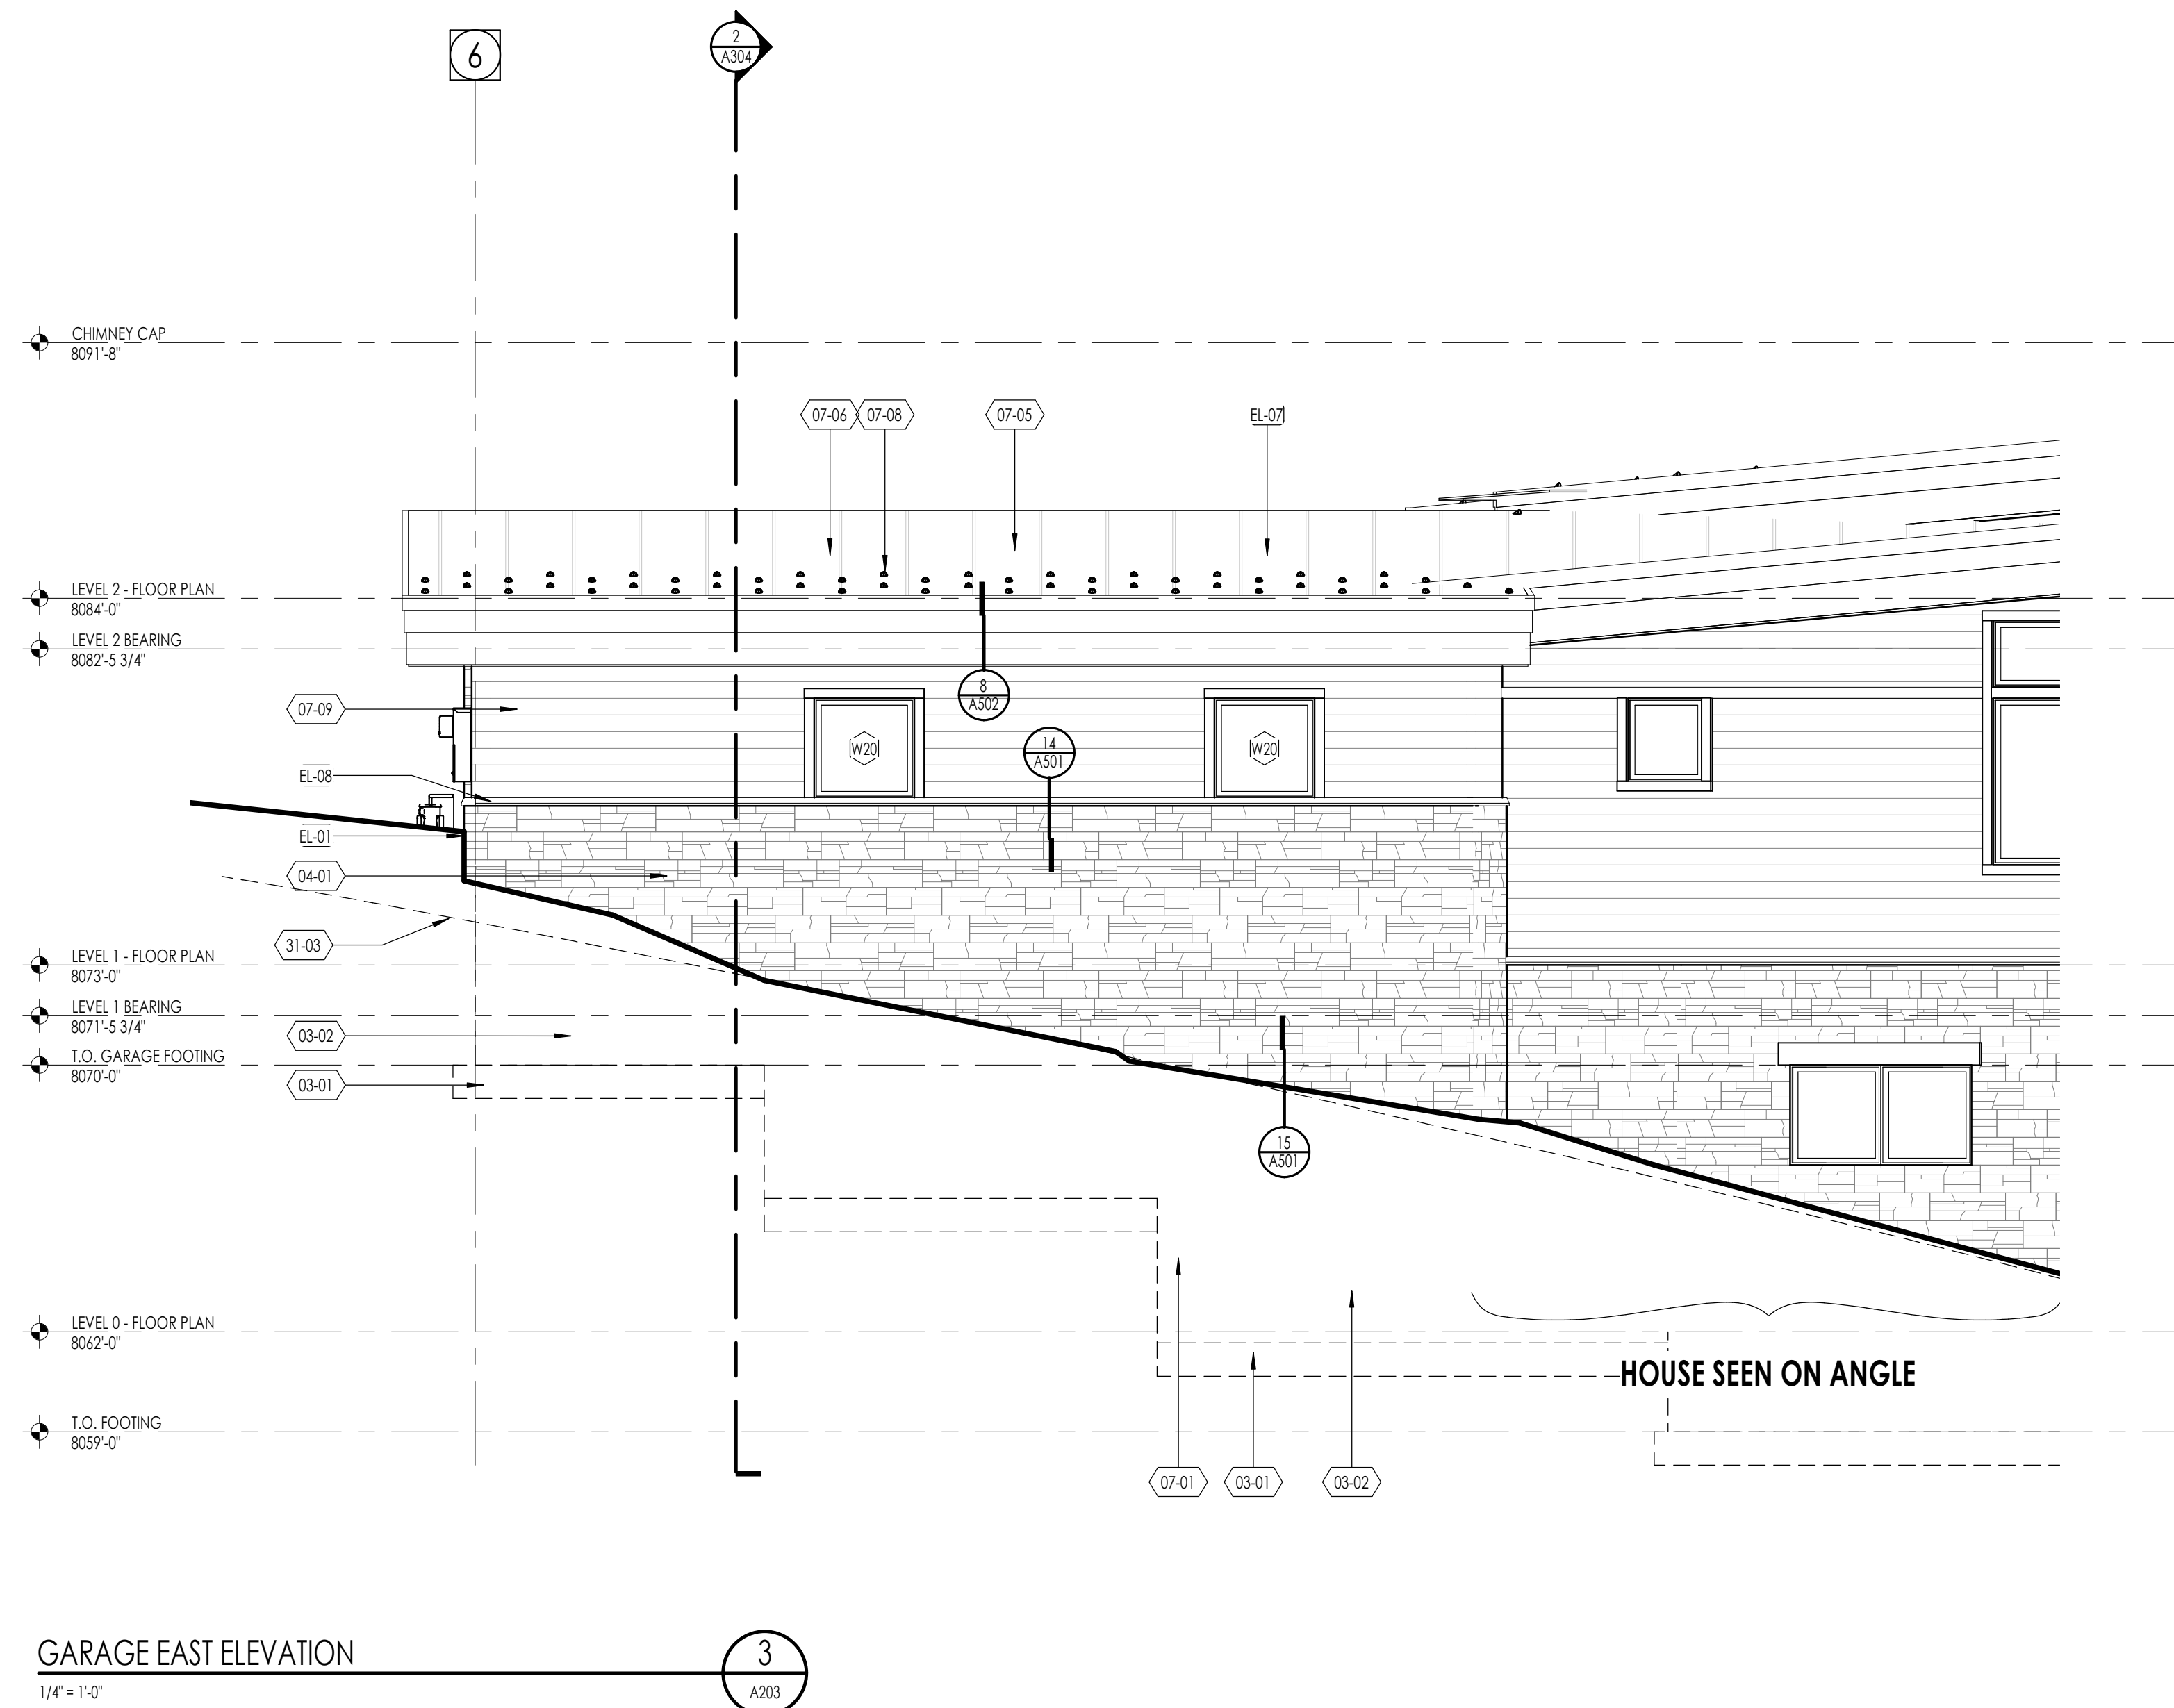 6
2
A304
CHIMNEY CAP
8091'-8"
07-06
07-08
07-05
EL-07
LEVEL 2 - FLOOR PLAN
8084'-0"
LEVEL 2 BEARING
8082'-5 3/4"
8
A502
07-09
W20
W20
14
A501
EL-08
EL-01
04-01
31-03
LEVEL 1 - FLOOR PLAN
8073'-0"
LEVEL 1 BEARING
8071'-5 3/4"
03-02
T.O. GARAGE FOOTING
8070'-0"
03-01
15
A501
LEVEL 0 - FLOOR PLAN
8062'-0"
HOUSE SEEN ON ANGLE
T.O. FOOTING
8059'-0"
07-01
03-01
03-02
GARAGE EAST ELEVATION
1/4" = 1'-0"
3
A203